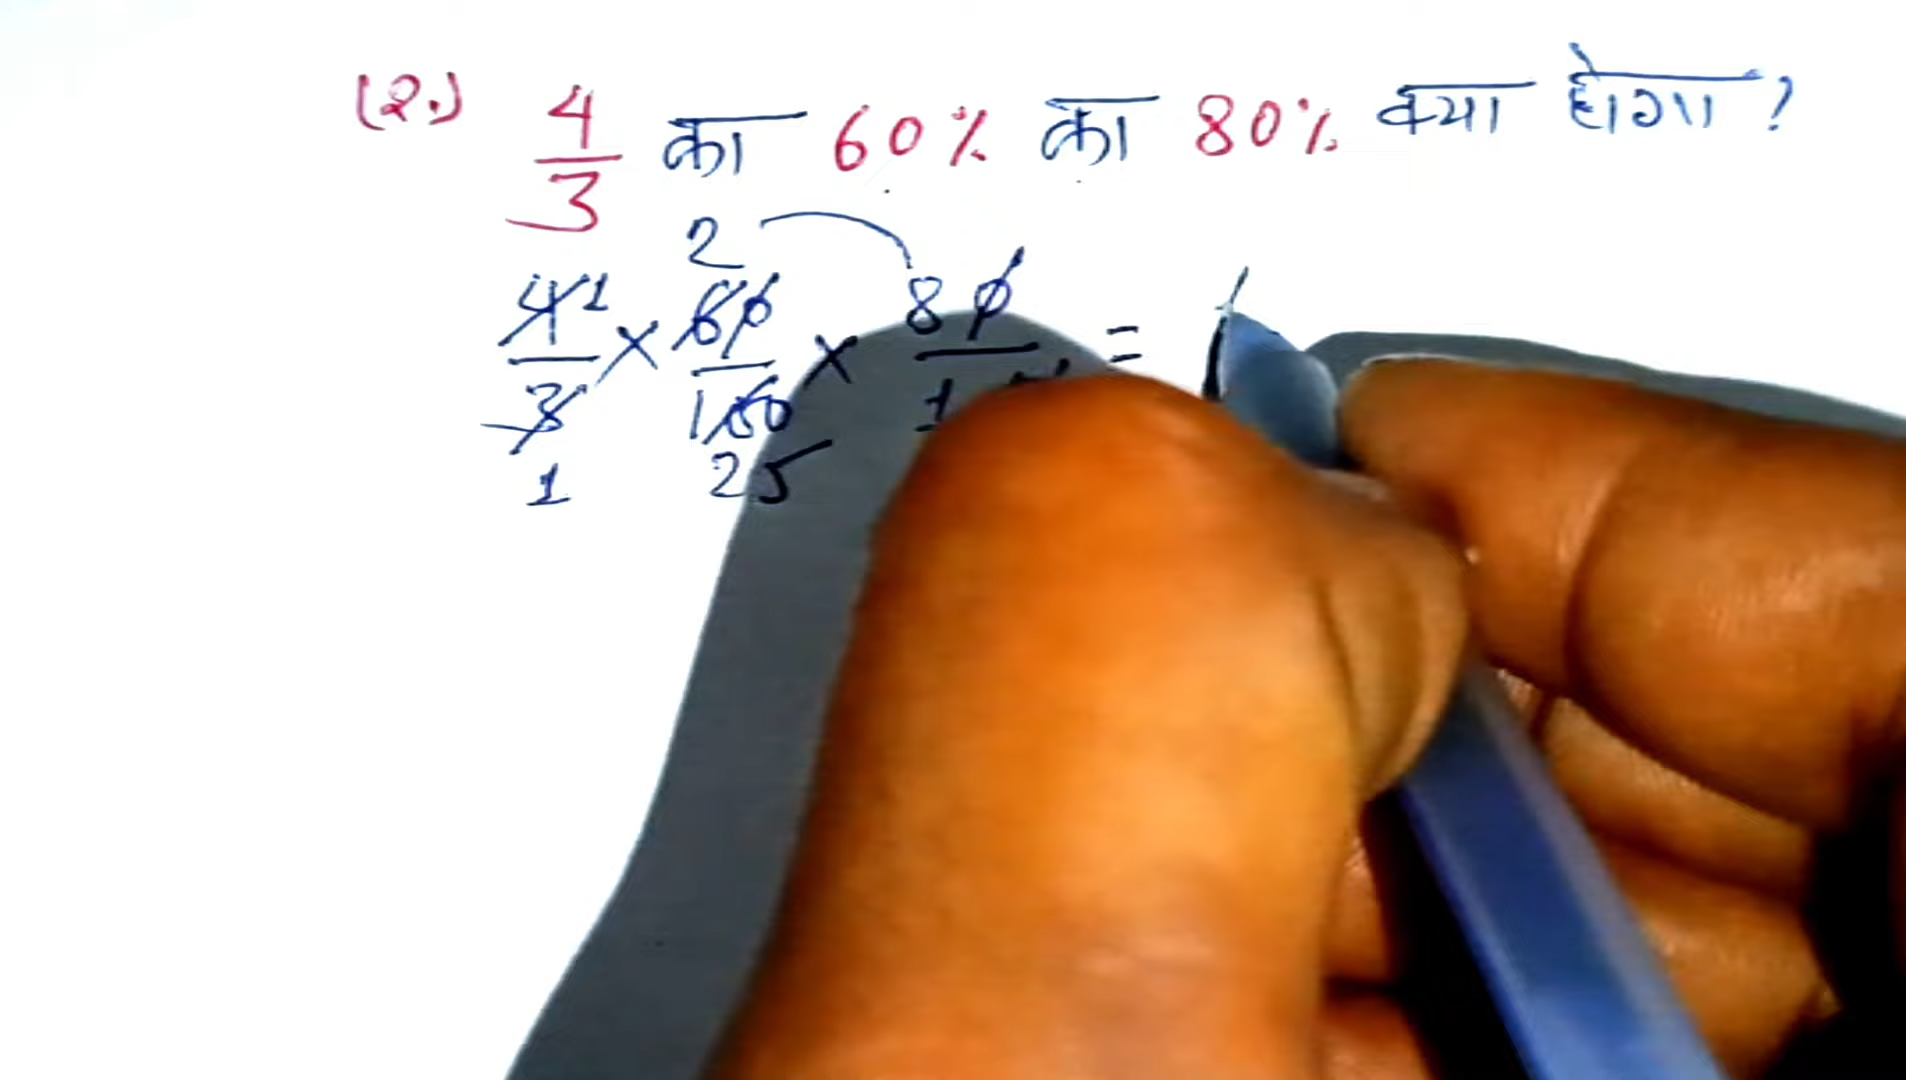 (2.) 4/3 का 60% का 80% क्या होगा ?
2
4 1 × 60 × 80 =
3 100 1
1 25